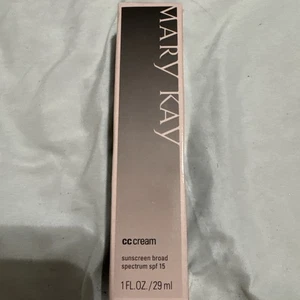 MARY KAY
cc cream
sunscreen broad
spectrum spf 15
1 FL.OZ./29 ml